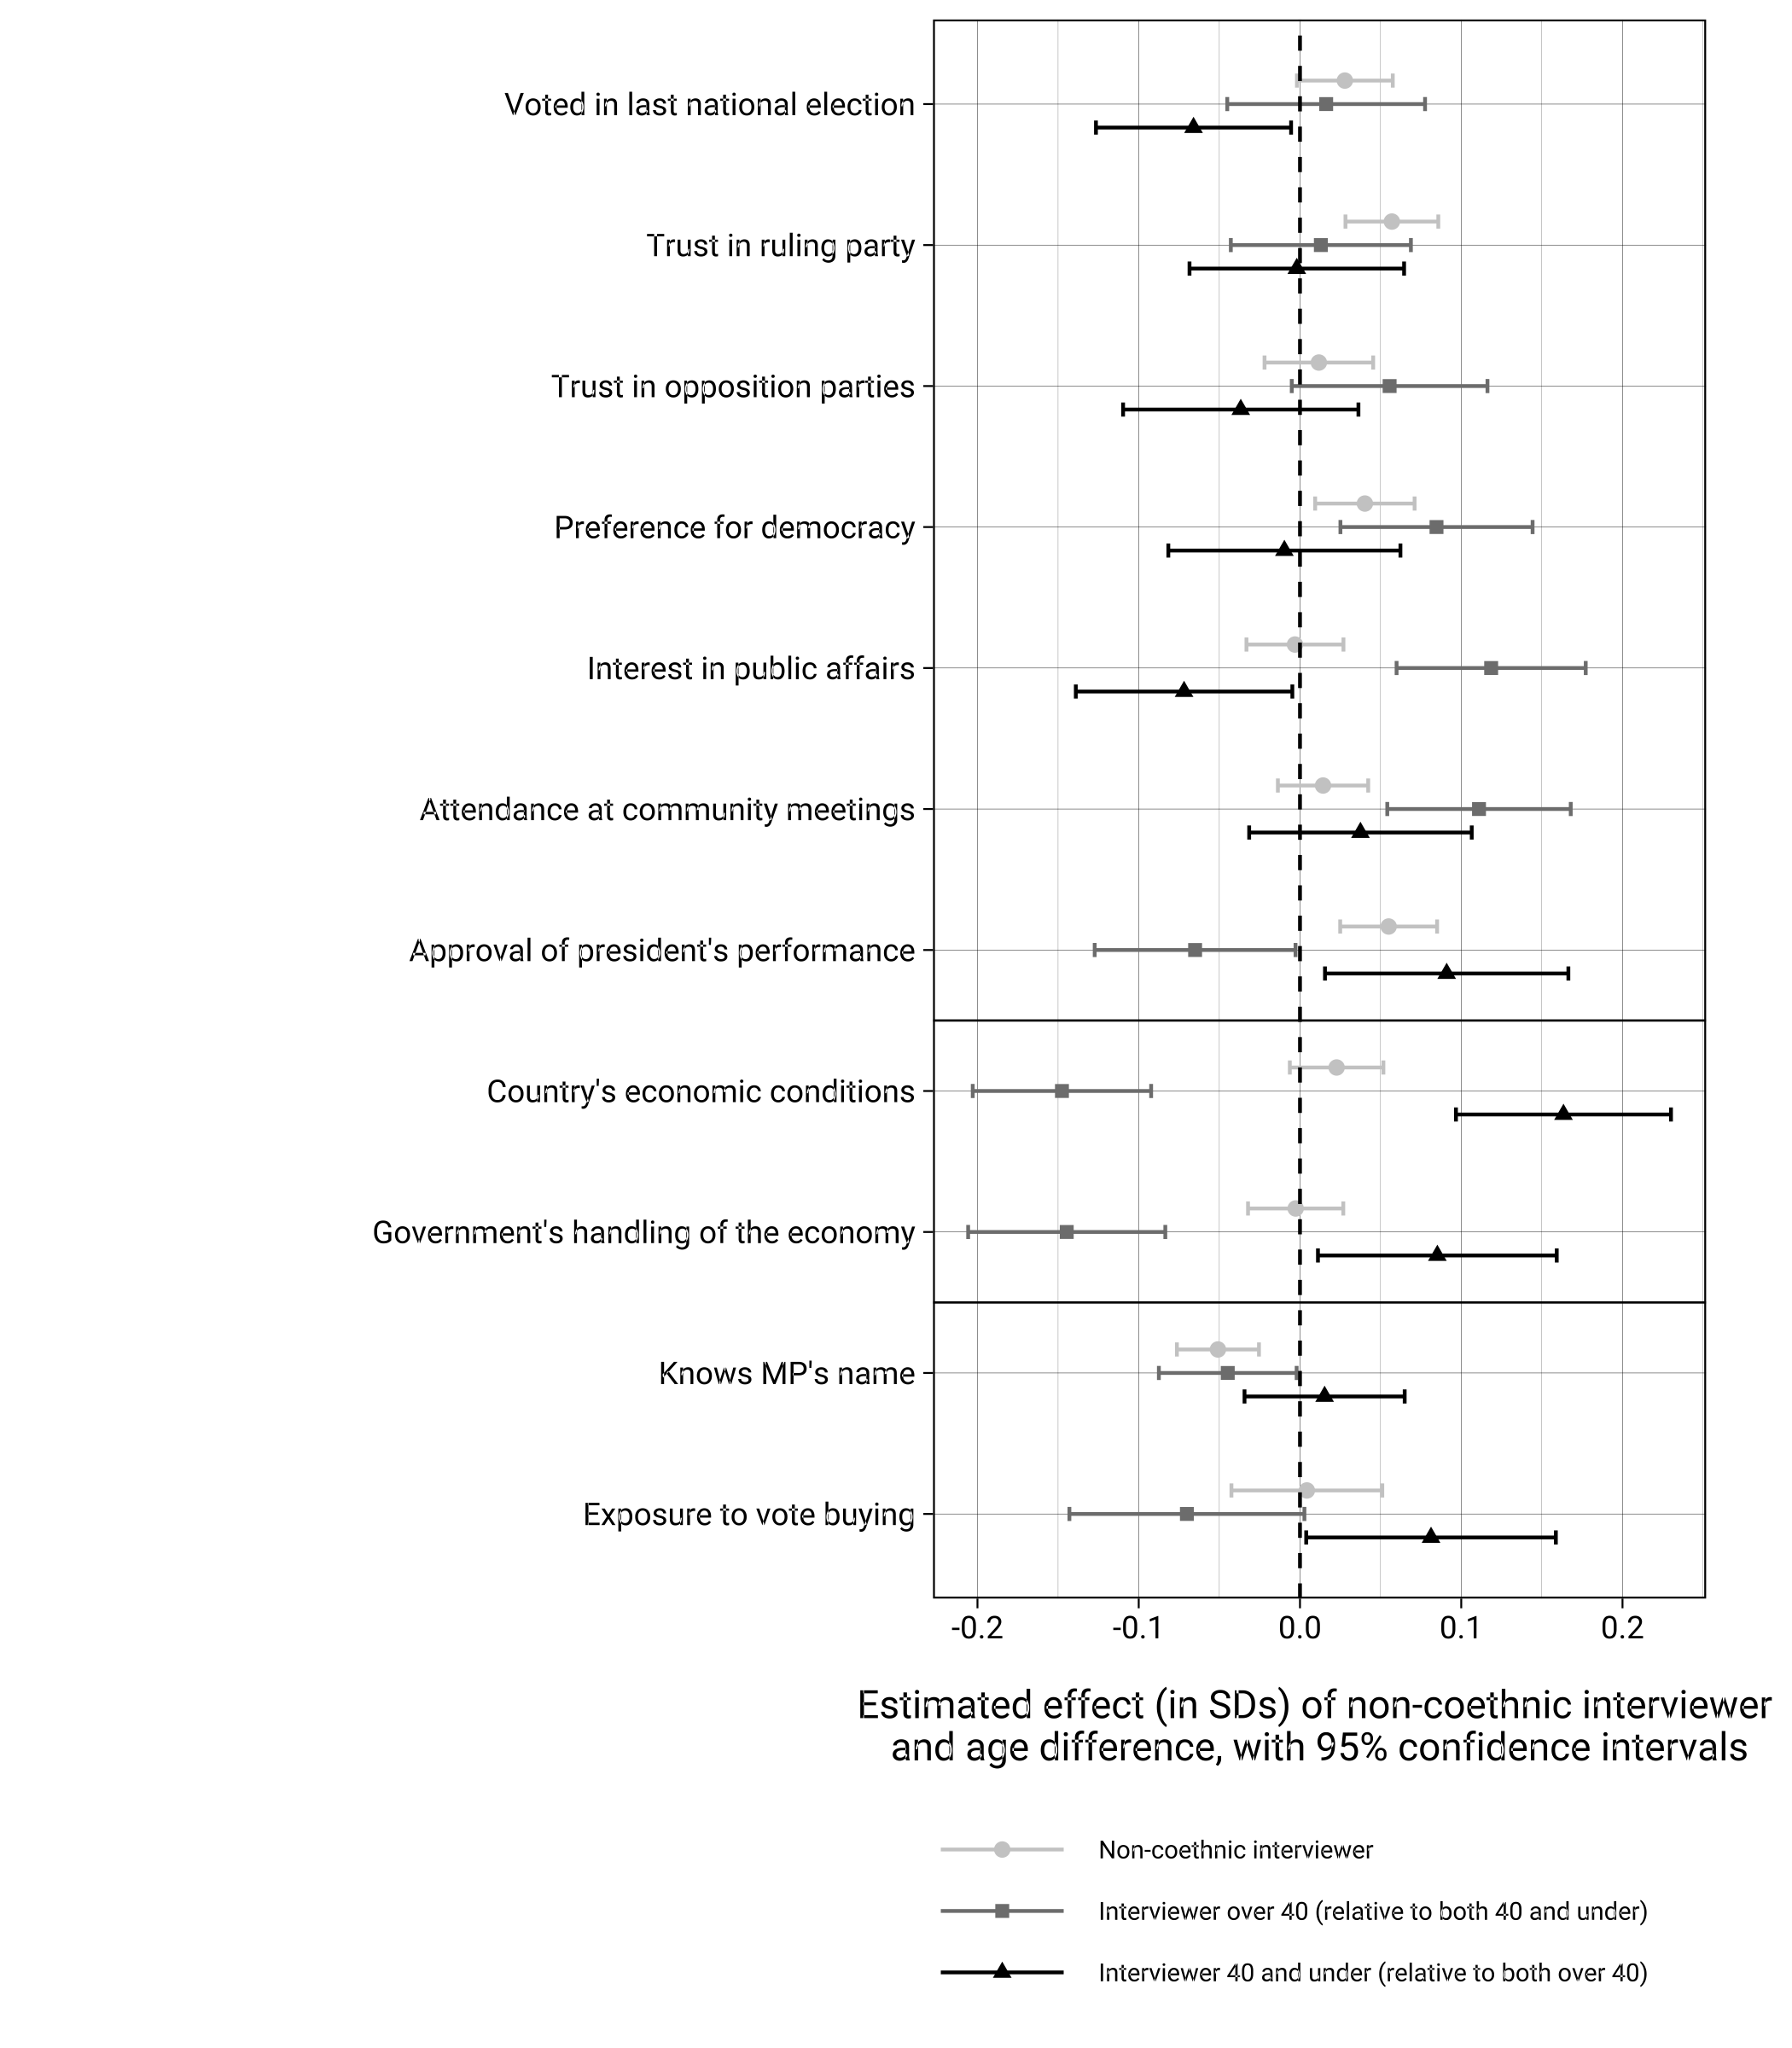 Voted in last national election
Trust in ruling party
Trust in opposition parties
Preference for democracy
Interest in public affairs
Attendance at community meetings
Approval of president's performance
Country's economic conditions
Government's handling of the economy
Knows MP's name
Exposure to vote buying
-0.2 -0.1 0.0 0.1 0.2
Estimated effect (in SDs) of non-coethnic interviewer
and age difference, with 95% confidence intervals
Non-coethnic interviewer
Interviewer over 40 (relative to both 40 and under)
Interviewer 40 and under (relative to both over 40)